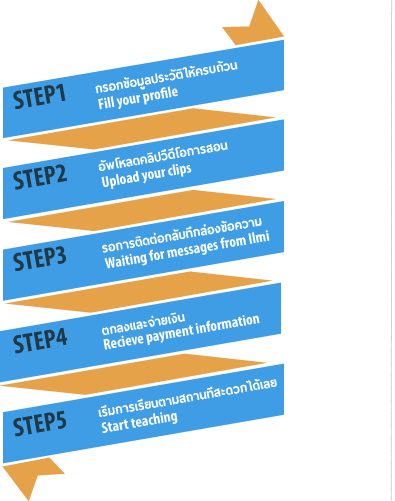 STEP1
กรอกข้อมูลประวัติให้ครบถ้วน
Fill your profile
STEP2
อัพโหลดคลิปวีดีโอการสอน
Upload your clips
STEP3
รอการติดต่อกลับทีกล่องข้อความ
Waiting for messages from Ilmi
STEP4
ตกลงและจ่ายเงิน
Recieve payment information
STEP5
เริ่มการเรียนตามสถานที่สะดวกได้เลย
Start teaching